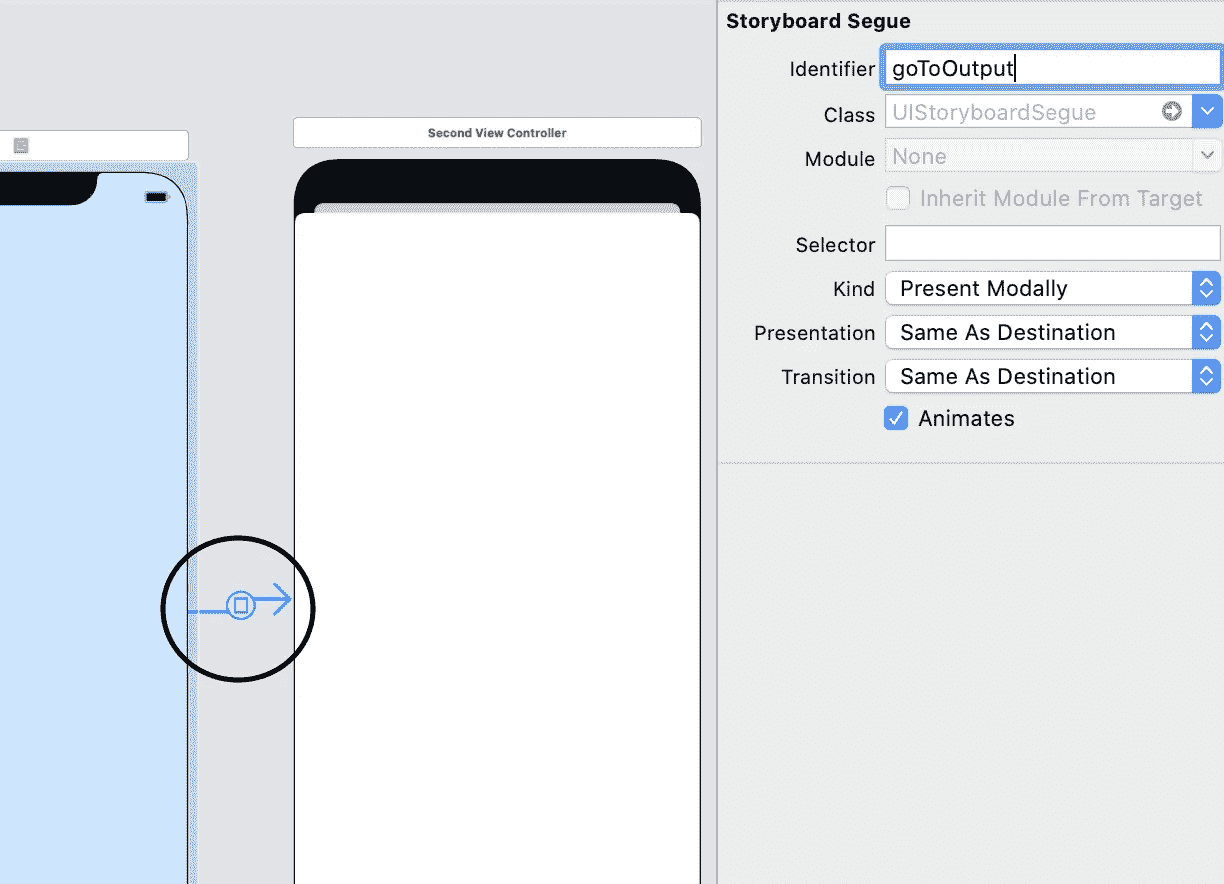 Second View Controller
Storyboard Segue
Identifier goToOutput
Class UIStoryboardSegue
Module None
Inherit Module From Target
Selector
Kind Present Modally
Presentation Same As Destination
Transition Same As Destination
Animates